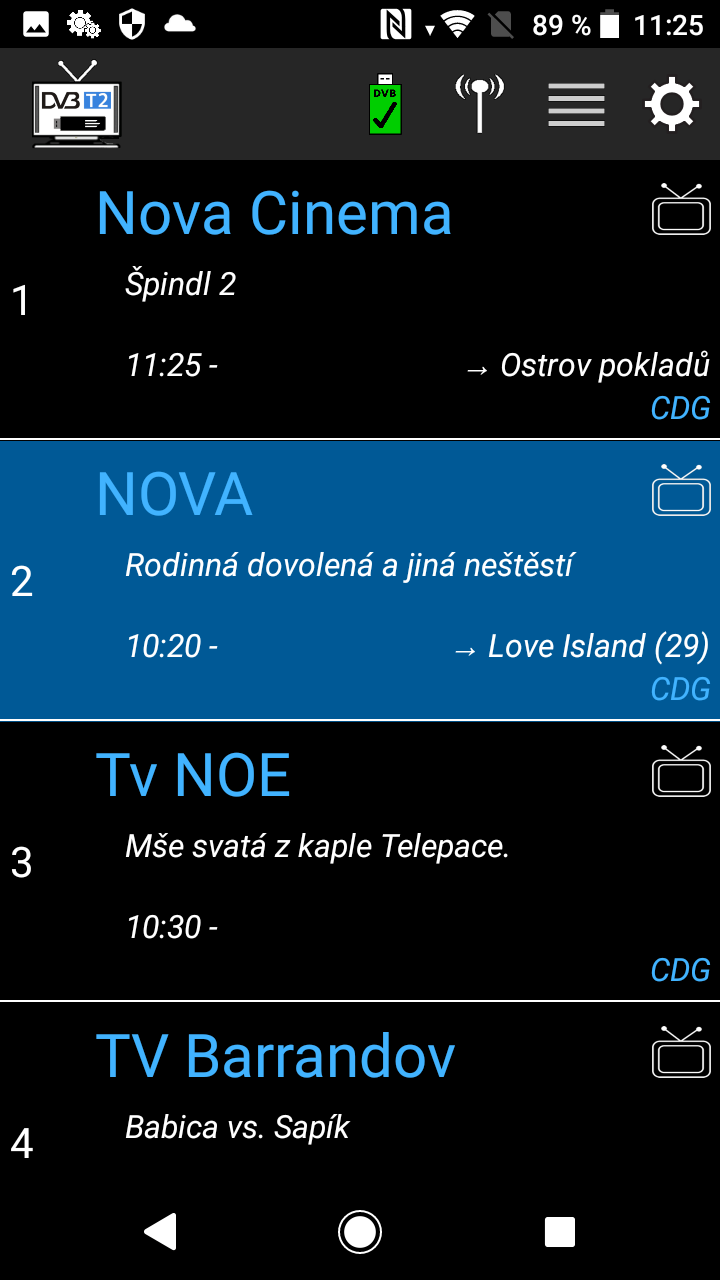 89 % 11:25
DVB T2
DVB
Nova Cinema
1
Špindl 2
11:25 - → Ostrov pokladů
CDG
NOVA
2
Rodinná dovolená a jiná neštěstí
10:20 - → Love Island (29)
CDG
Tv NOE
3
Mše svatá z kaple Telepace.
10:30 -
CDG
TV Barrandov
4
Babica vs. Sapík